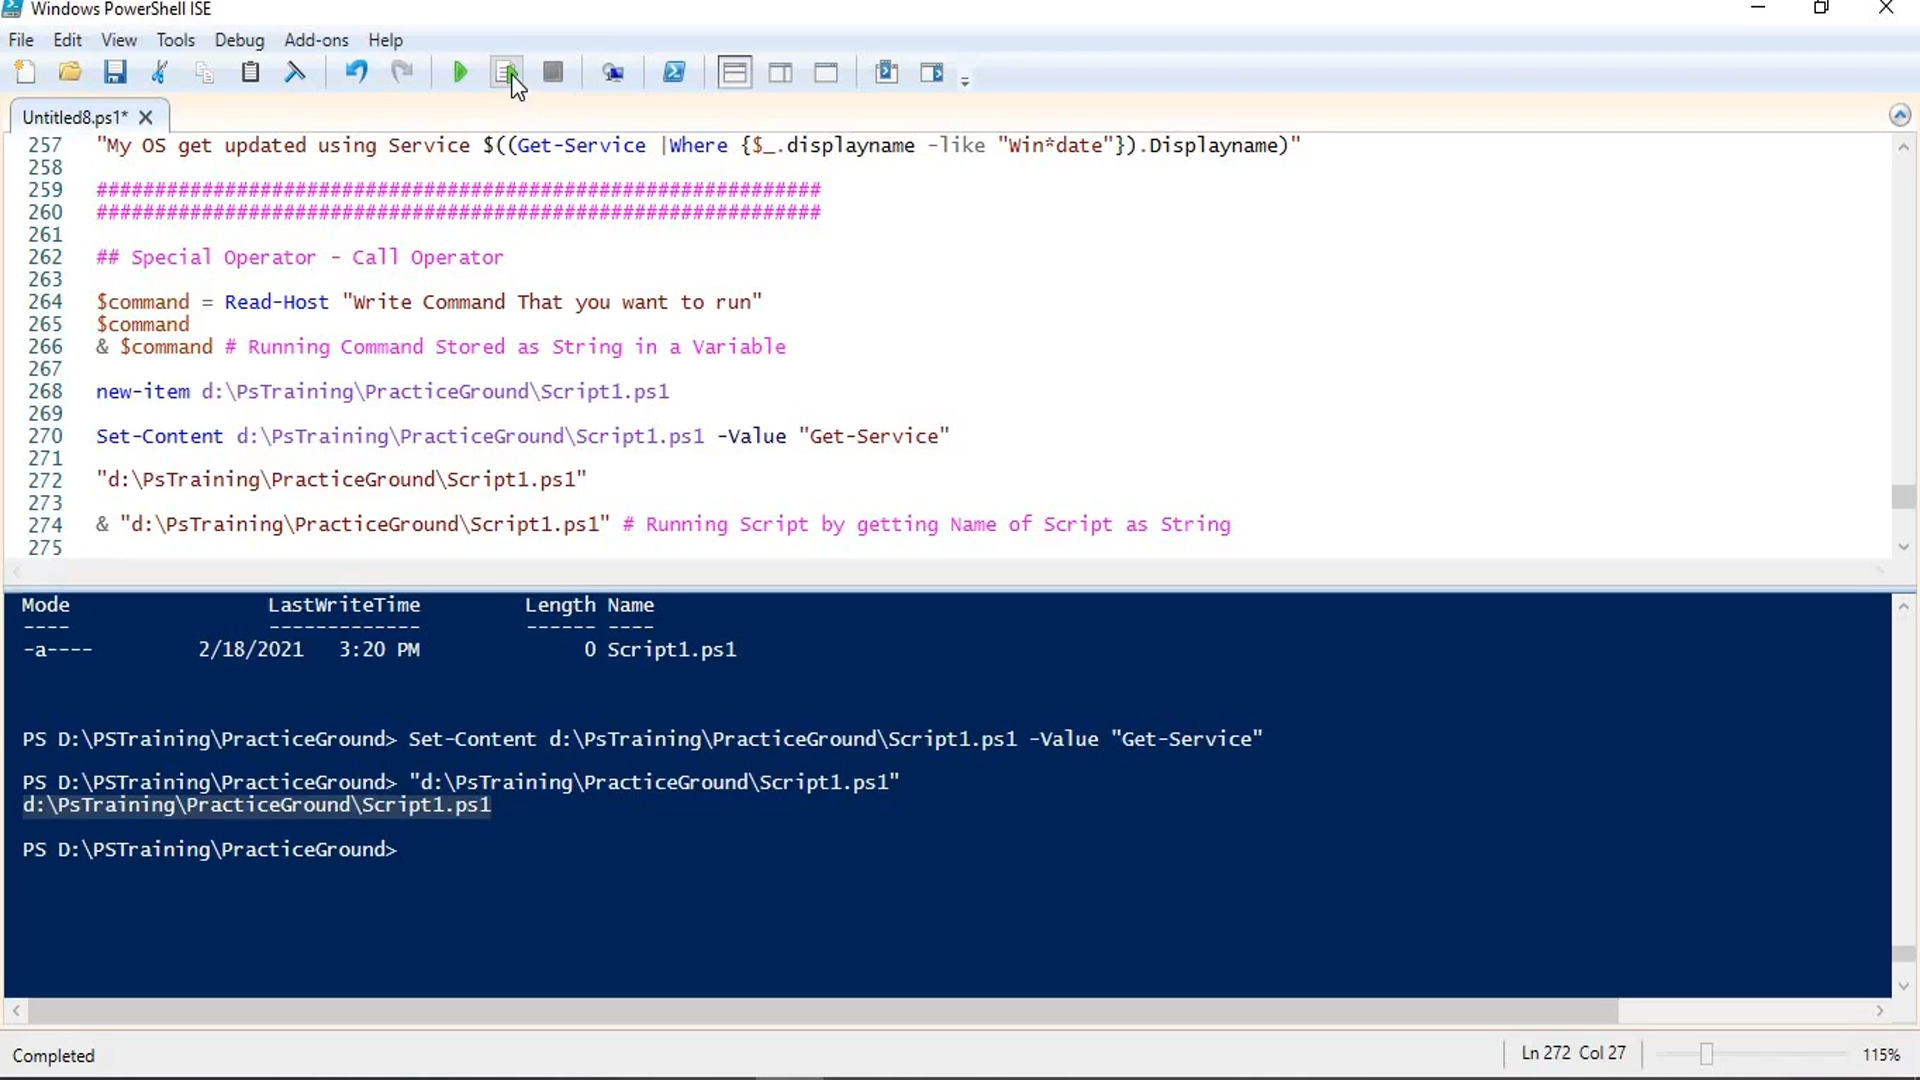 Windows PowerShell ISE
File Edit View Tools Debug Add-ons Help
Untitled8.ps1*
257 "My OS get updated using Service $((Get-Service |Where {$_.displayname -like "Win*date"}).Displayname)"
258
259 ##############################################################
260 ##############################################################
261
262 ## Special Operator - Call Operator
263
264 $command = Read-Host "Write Command That you want to run"
265 $command
266 & $command # Running Command Stored as String in a Variable
267
268 new-item d:\PsTraining\PracticeGround\Script1.ps1
269
270 Set-Content d:\PsTraining\PracticeGround\Script1.ps1 -Value "Get-Service"
271
272 "d:\PsTraining\PracticeGround\Script1.ps1"
273
274 & "d:\PsTraining\PracticeGround\Script1.ps1" # Running Script by getting Name of Script as String
275
Mode LastWriteTime Length Name
---- ------------- ------ ----
-a---- 2/18/2021 3:20 PM 0 Script1.ps1
PS D:\PSTraining\PracticeGround> Set-Content d:\PsTraining\PracticeGround\Script1.ps1 -Value "Get-Service"
PS D:\PSTraining\PracticeGround> "d:\PsTraining\PracticeGround\Script1.ps1"
d:\PsTraining\PracticeGround\Script1.ps1
PS D:\PSTraining\PracticeGround>
Completed
Ln 272 Col 27
115%